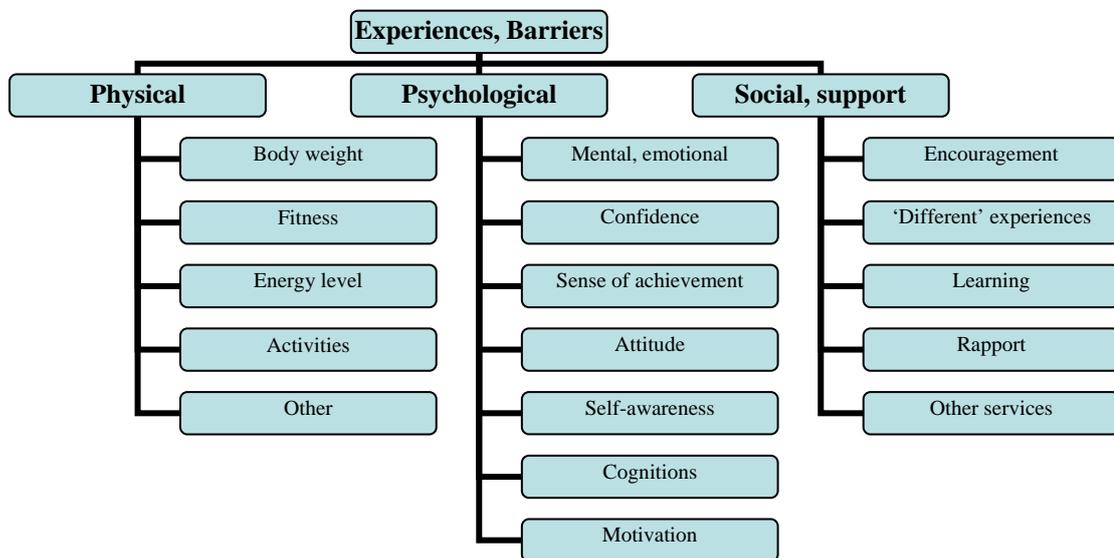 Experiences, Barriers
Physical
Psychological
Social, support
Body weight
Fitness
Energy level
Activities
Other
Mental, emotional
Confidence
Sense of achievement
Attitude
Self-awareness
Cognitions
Motivation
Encouragement
‘Different’ experiences
Learning
Rapport
Other services